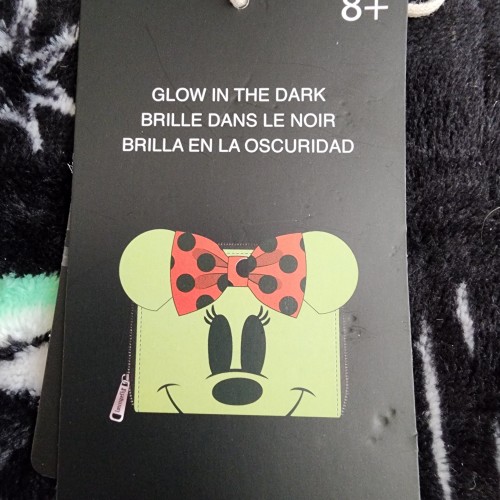 8+
GLOW IN THE DARK
BRILLE DANS LE NOIR
BRILLA EN LA OSCURIDAD